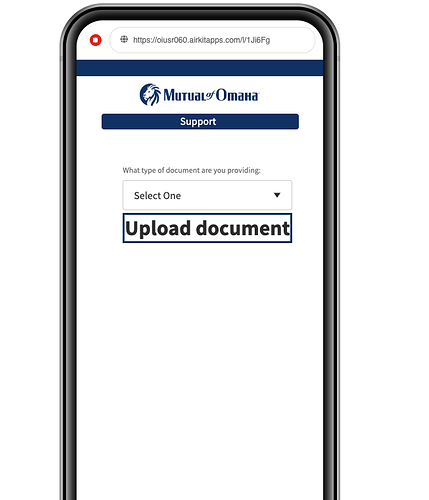 https://oiusr060.airkitapps.com/l/1Ji6Fg
MUTUAL of OMAHA
Support
What type of document are you providing:
Select One
Upload document